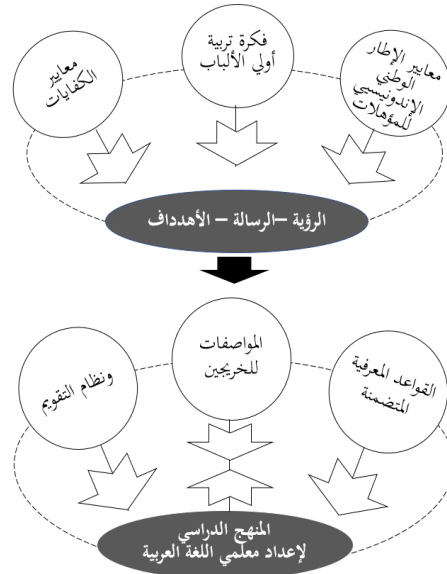 معايير الإطار
الوطني
الإندونيسي
للمؤهلات
فكرة تربية
أولي الألباب
معايير
الكفايات
الرؤية –الرسالة – الأهدداف
القواعد المعرفية
المتضمنة
المواصفات
للخريجين
ونظام التقويم
المنهج الدراسي
لإعداد معلمي اللغة العربية